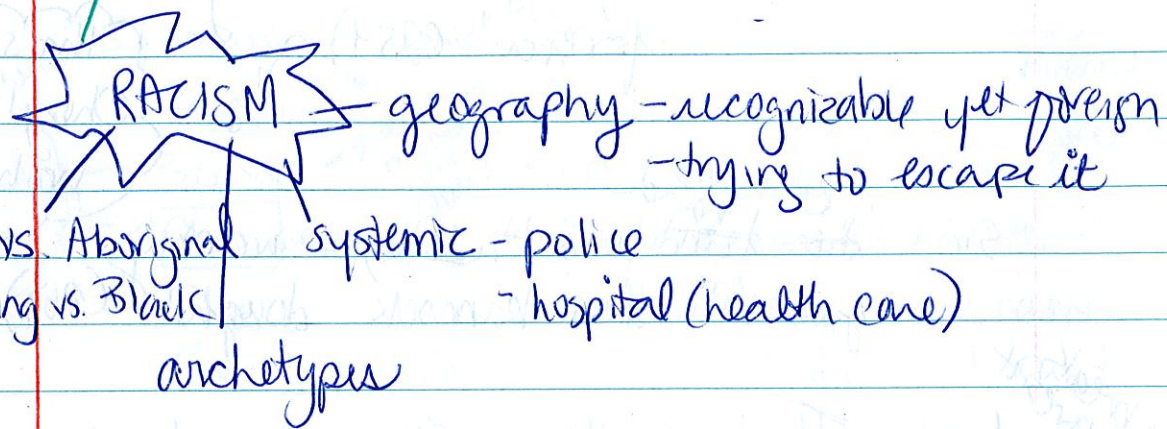 RACISM - geography - recognizable yet foreign
- trying to escape it
vs. Aboriginal systemic - police
ng vs. Black - hospital (health care)
archetypes